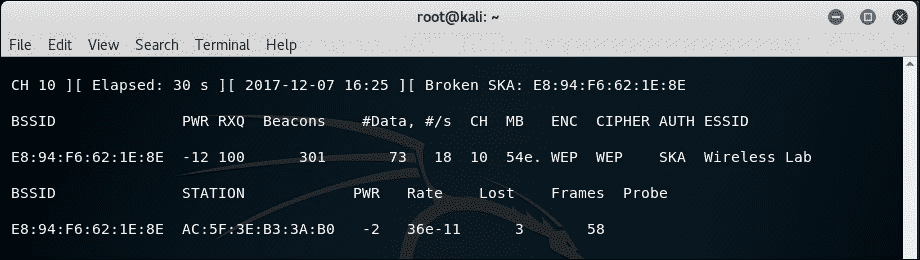 root@kali: ~
File Edit View Search Terminal Help
CH 10 ][ Elapsed: 30 s ][ 2017-12-07 16:25 ][ Broken SKA: E8:94:F6:62:1E:8E
BSSID PWR RXQ Beacons #Data, #/s CH MB ENC CIPHER AUTH ESSID
E8:94:F6:62:1E:8E -12 100 301 73 18 10 54e. WEP WEP SKA Wireless Lab
BSSID STATION PWR Rate Lost Frames Probe
E8:94:F6:62:1E:8E AC:5F:3E:B3:3A:B0 -2 36e-11 3 58